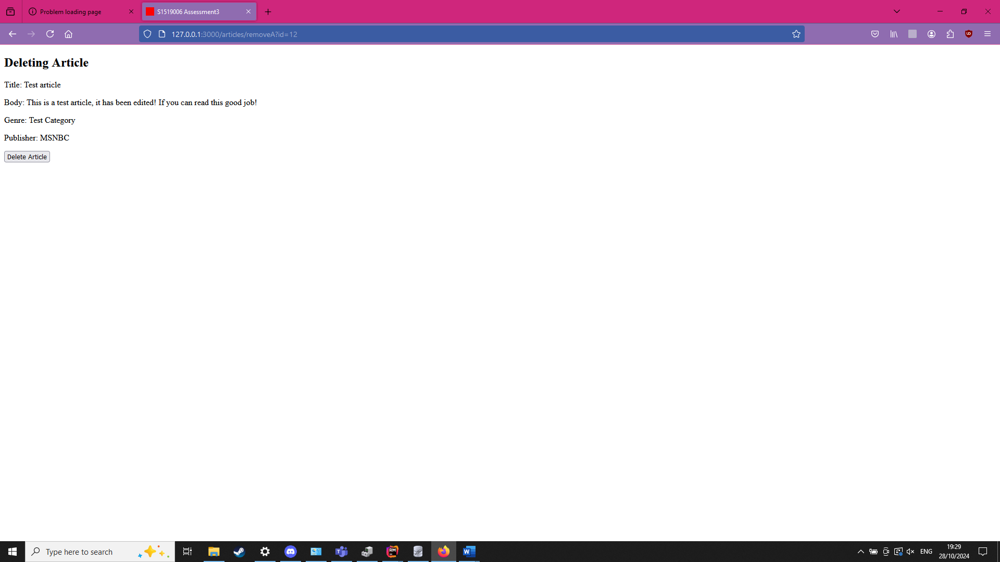 Problem loading page
S1519006 Assessment3
127.0.0.1:3000/articles/removeA?id=12
Deleting Article
Title: Test article
Body: This is a test article, it has been edited! If you can read this good job!
Genre: Test Category
Publisher: MSNBC
Delete Article
Type here to search
ENG
19:29
28/10/2024